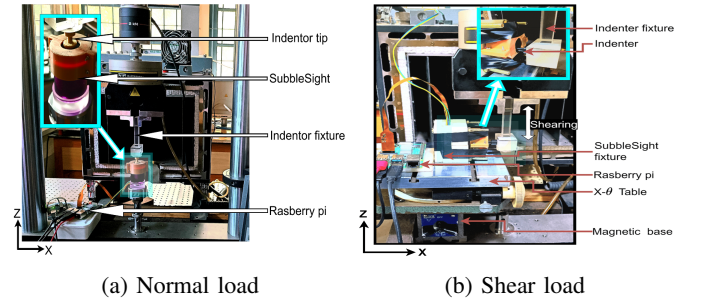 Indentor tip
SubbleSight
Indentor fixture
Rasberry pi
Z
X
(a) Normal load
Indenter fixture
Indenter
Shearing
SubbleSight
fixture
Rasberry pi
X-θ Table
Magnetic base
Z
X
(b) Shear load